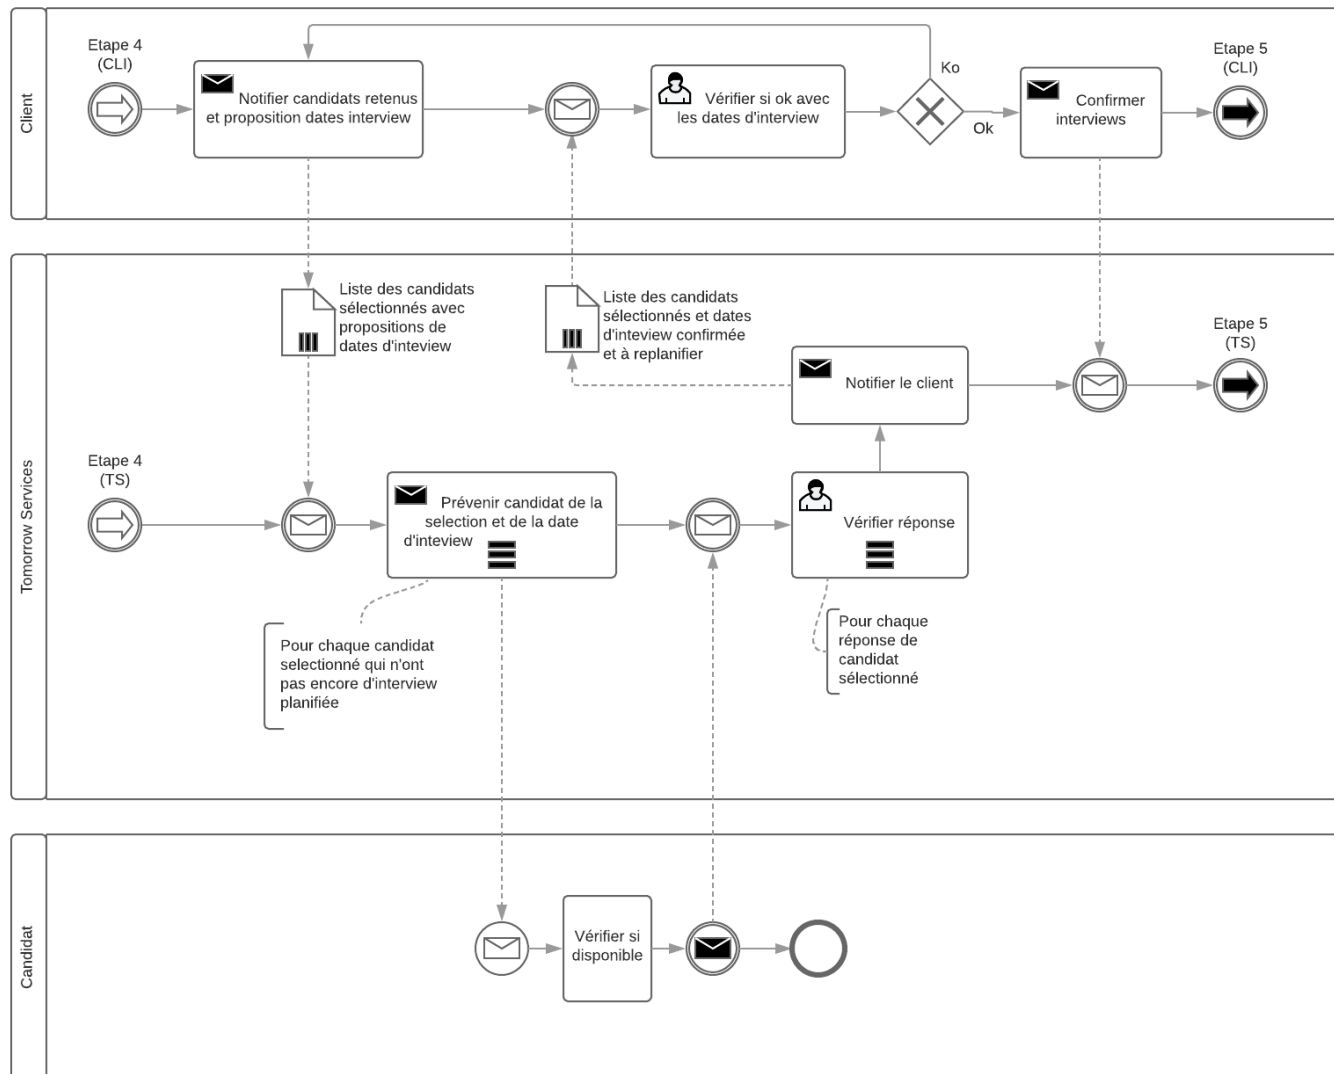 Client
Etape 4
(CLI)
Notifier candidats retenus
et proposition dates interview
Vérifier si ok avec
les dates d'interview
Ko
Ok
Confirmer
interviews
Etape 5
(CLI)
Tomorrow Services
Liste des candidats
sélectionnés avec
propositions de
dates d'inteview
Liste des candidats
sélectionnés et dates
d'inteview confirmée
et à replanifier
Notifier le client
Etape 5
(TS)
Etape 4
(TS)
Prévenir candidat de la
selection et de la date
d'inteview
Vérifier réponse
Pour chaque candidat
selectionné qui n'ont
pas encore d'interview
planifiée
Pour chaque
réponse de
candidat
sélectionné
Candidat
Vérifier si
disponible